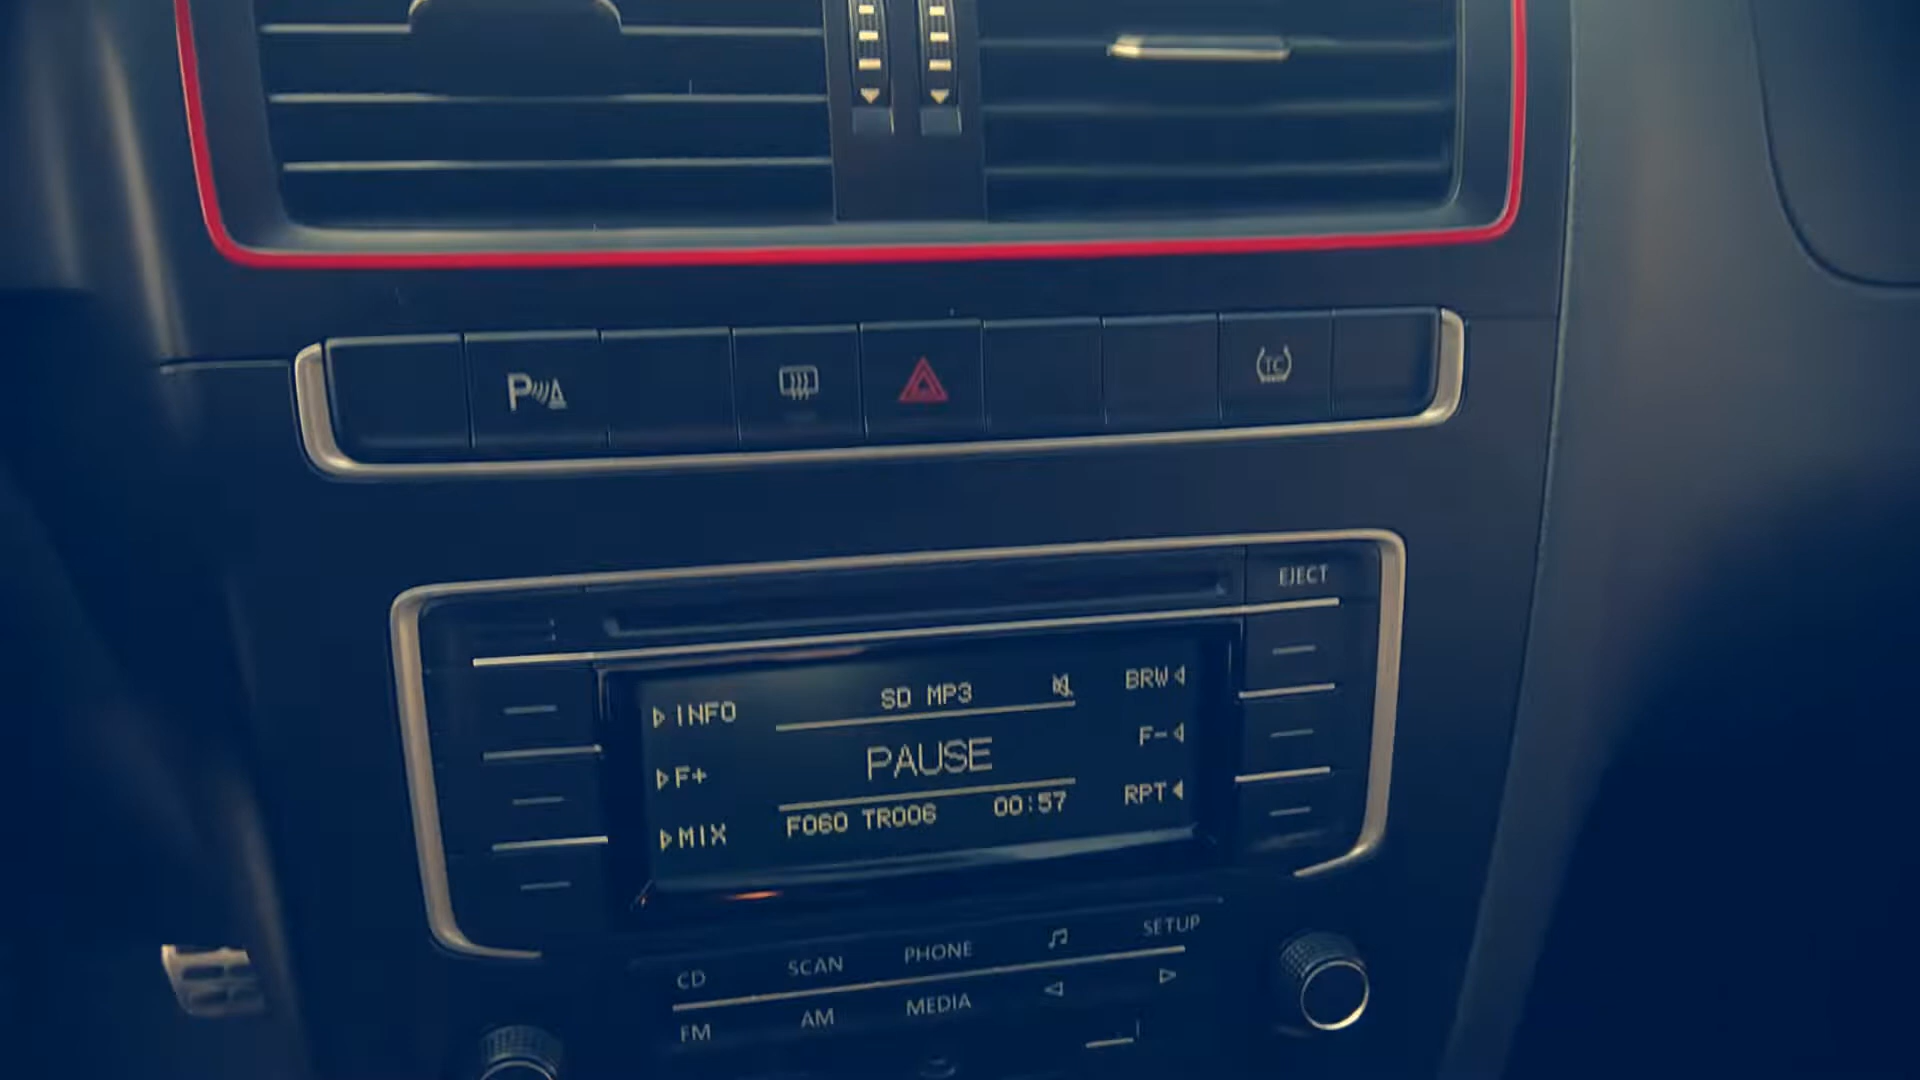 P
TC
EJECT
SD MP3
INFO
BRW
PAUSE
F+
F-
F060 TR006 00:57
MIX
RPT
CD SCAN PHONE SETUP
FM AM MEDIA